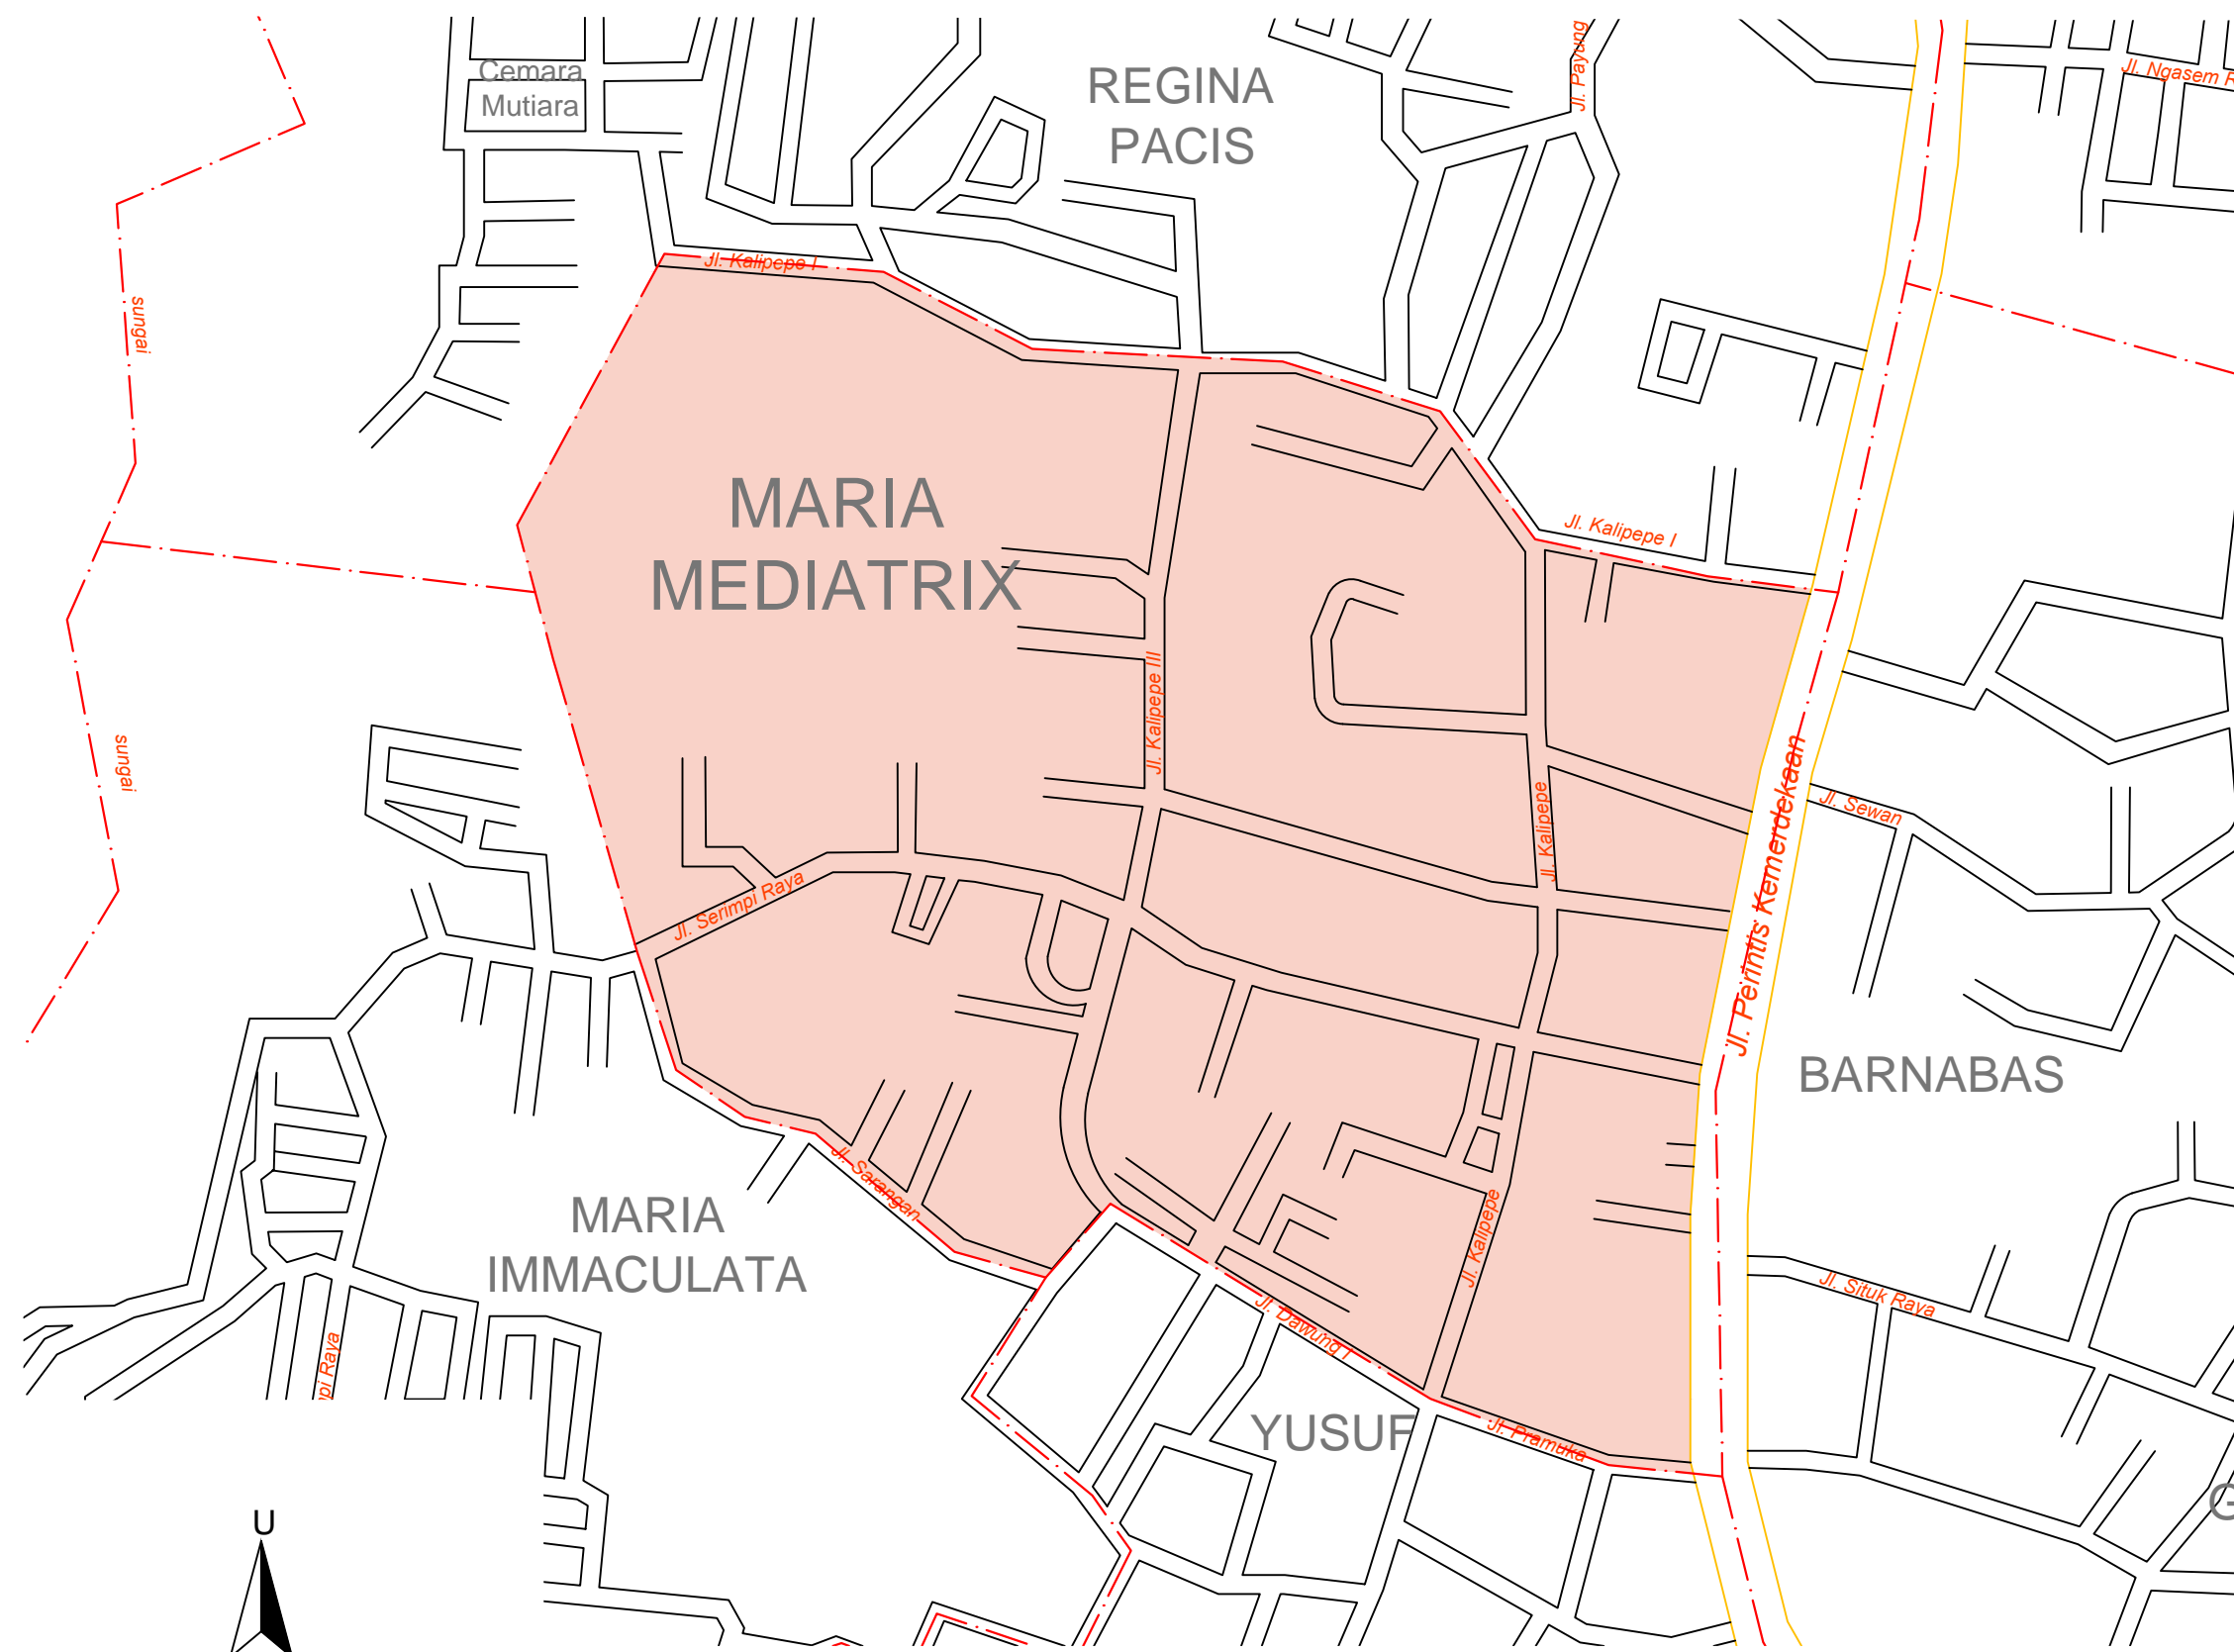 Jl. Payung
Cemara
Mutiara
REGINA
PACIS
Jl. Ngasem R
Jl. Kalipepe I
sungai
MARIA
MEDIATRIX
Jl. Kalipepe I
Jl. Kalipepe III
sungai
Jl. Kalipepe
Jl. Perintis Kemerdekaan
Jl. Sewan
Jl. Serimpi Raya
BARNABAS
Jl. Sarangan
MARIA
IMMACULATA
Jl. Kalipepe
Jl. Situk Raya
Jl. Dawung I
pi Raya
YUSUF
Jl. Pramuka
G
U